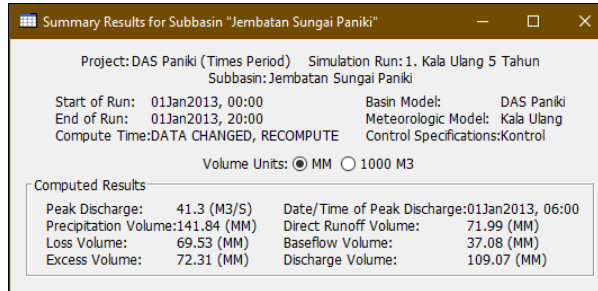 Summary Results for Subbasin "Jembatan Sungai Paniki"
Project: DAS Paniki (Times Period) Simulation Run: 1. Kala Ulang 5 Tahun
Subbasin: Jembatan Sungai Paniki
Start of Run: 01Jan2013, 00:00 Basin Model: DAS Paniki
End of Run: 01Jan2013, 20:00 Meteorologic Model: Kala Ulang
Compute Time:DATA CHANGED, RECOMPUTE Control Specifications:Kontrol
Volume Units: MM 1000 M3
Computed Results
Peak Discharge: 41.3 (M3/S) Date/Time of Peak Discharge:01Jan2013, 06:00
Precipitation Volume:141.84 (MM) Direct Runoff Volume: 71.99 (MM)
Loss Volume: 69.53 (MM) Baseflow Volume: 37.08 (MM)
Excess Volume: 72.31 (MM) Discharge Volume: 109.07 (MM)